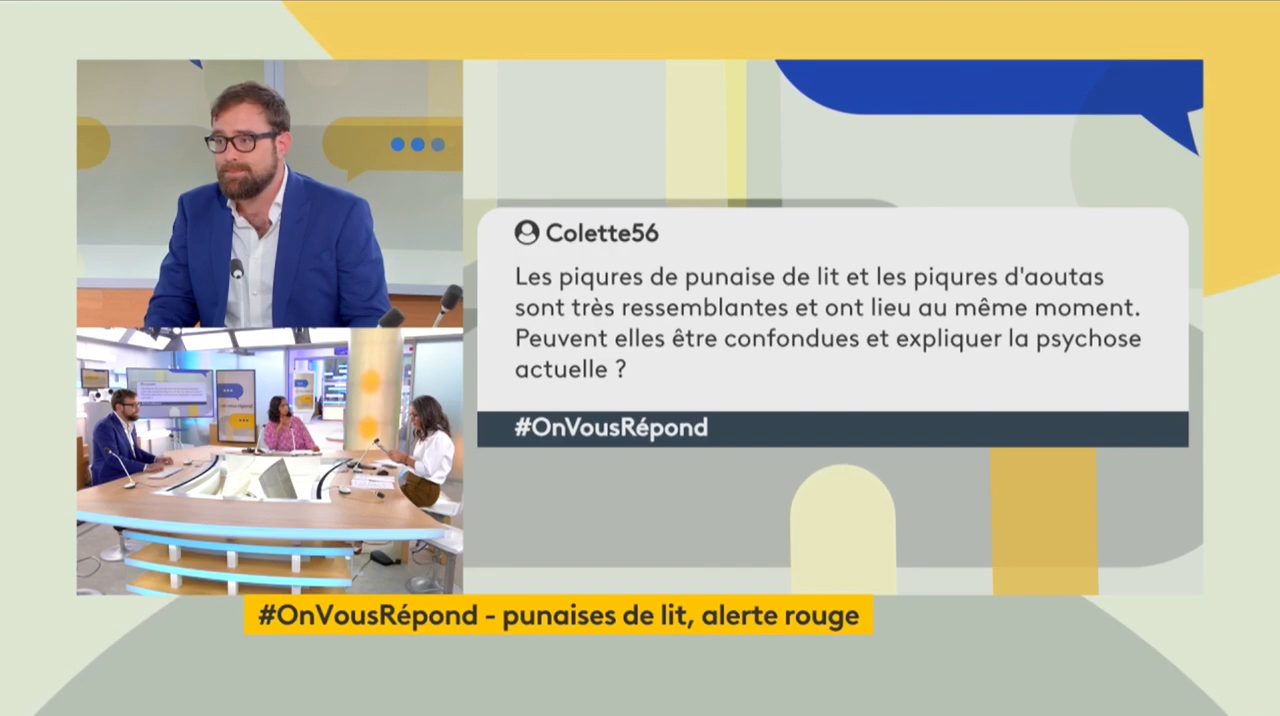 Colette56
Les piqures de punaise de lit et les piqures d'aoutas
sont très ressemblantes et ont lieu au même moment.
Peuvent elles être confondues et expliquer la psychose
actuelle ?
#OnVousRépond
#OnVousRépond - punaises de lit, alerte rouge